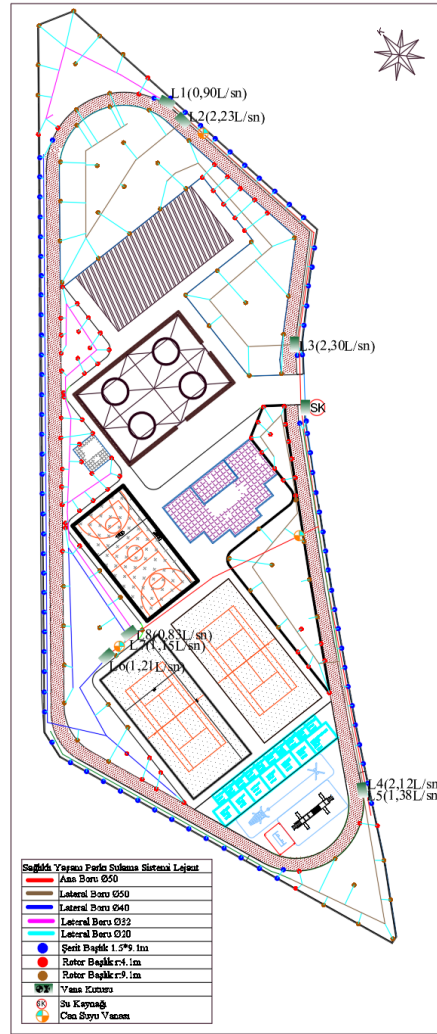 K
L1(0,90L/sn)
L2(2,23L/sn)
L3(2,30L/sn)
SK
L8(0,83L/sn)
L7(1,15L/sn)
L6(1,21L/sn)
L4(2,12L/sn)
L5(1,38L/sn)
Sağlıklı Yaşam Parkı Sulama Sistemi Lejant
Ana Boru Ø50
Lateral Boru Ø50
Lateral Boru Ø40
Lateral Boru Ø32
Lateral Boru Ø20
Şerit Başlık 1.5*9.1m
Rotor Başlık r:4.1m
Rotor Başlık r:9.1m
Vana Kutusu
SK Su Kaynağı
Can Suyu Vanası